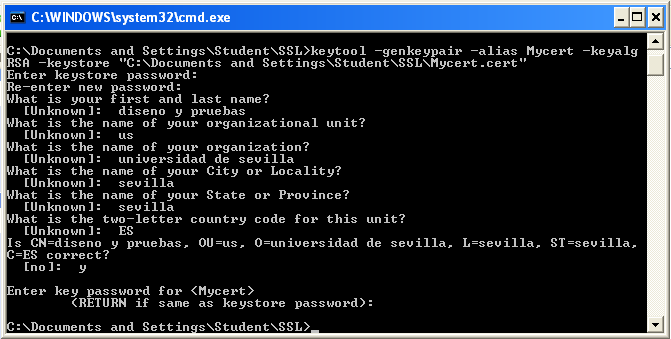 C:\WINDOWS\system32\cmd.exe
C:\Documents and Settings\Student\SSL>keytool -genkeypair -alias Mycert -keyalg
RSA -keystore "C:\Documents and Settings\Student\SSL\Mycert.cert"
Enter keystore password:
Re-enter new password:
What is your first and last name?
[Unknown]: diseno y pruebas
What is the name of your organizational unit?
[Unknown]: us
What is the name of your organization?
[Unknown]: universidad de sevilla
What is the name of your City or Locality?
[Unknown]: sevilla
What is the name of your State or Province?
[Unknown]: sevilla
What is the two-letter country code for this unit?
[Unknown]: ES
Is CN=diseno y pruebas, OU=us, O=universidad de sevilla, L=sevilla, ST=sevilla,
C=ES correct?
[no]: y
Enter key password for <Mycert>
(RETURN if same as keystore password):
C:\Documents and Settings\Student\SSL>_